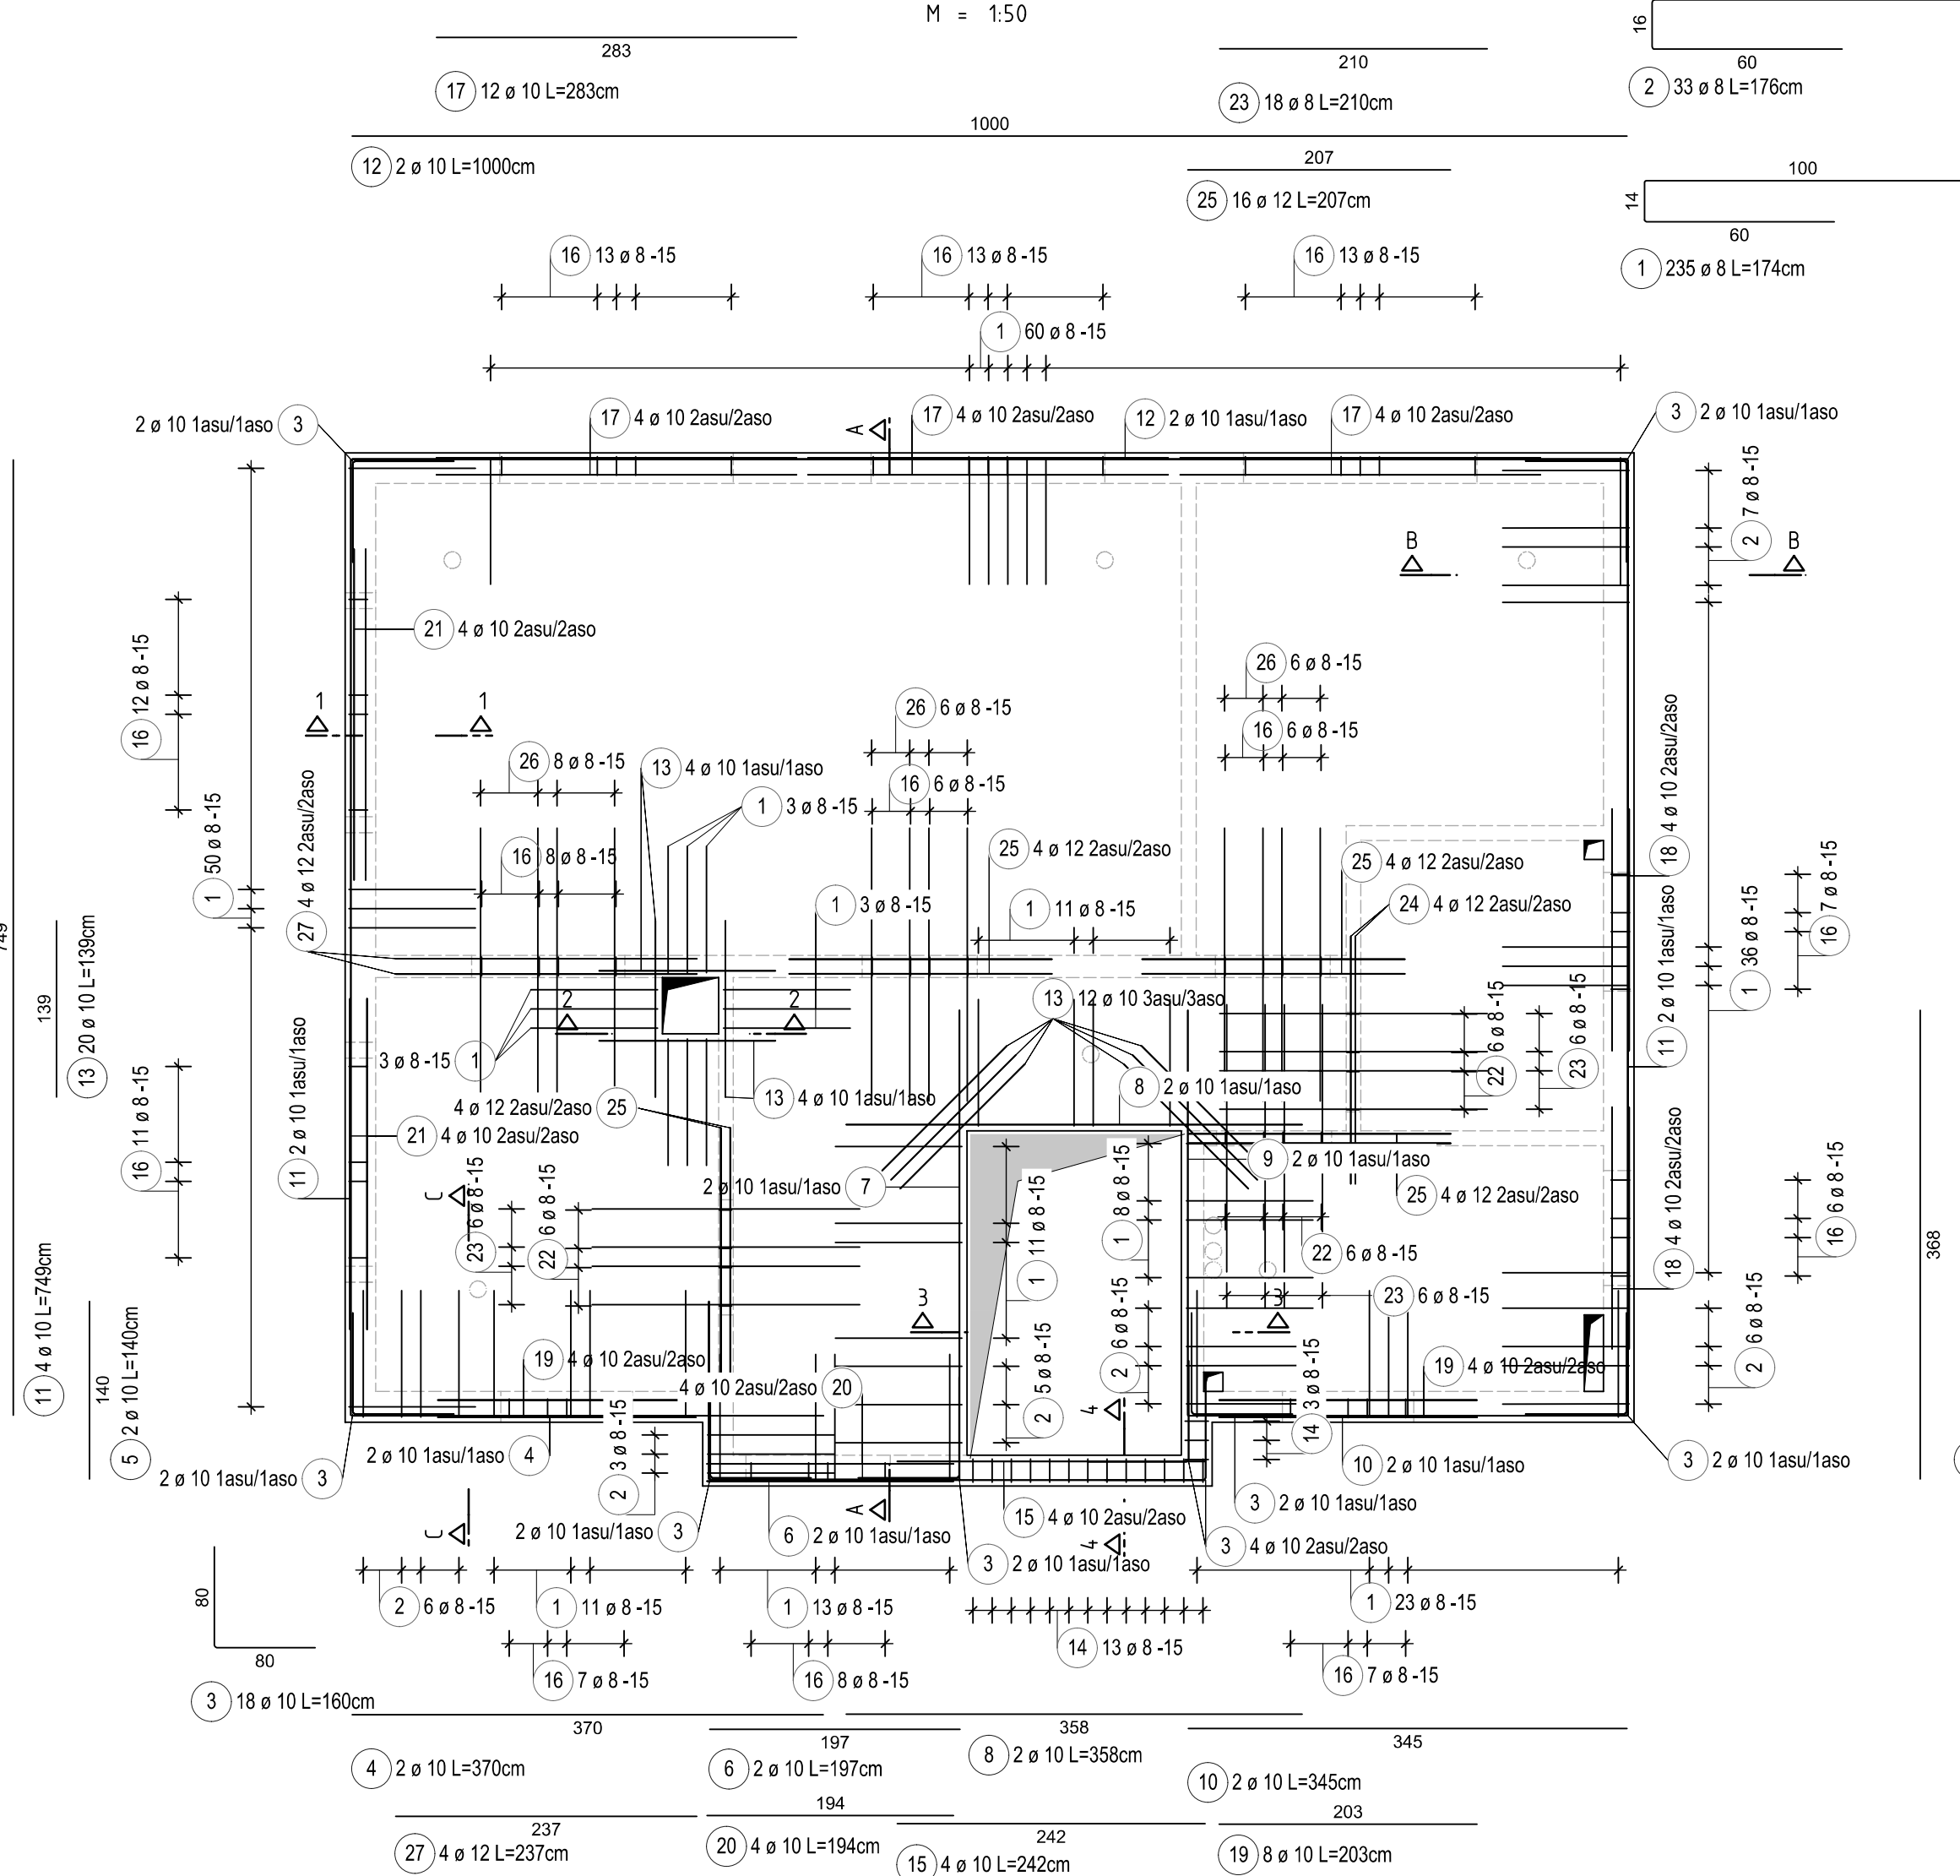 M = 1:50
283
17 12 ø 10 L=283cm
210
23 18 ø 8 L=210cm
16
60
2 33 ø 8 L=176cm
1000
12 2 ø 10 L=1000cm
207
25 16 ø 12 L=207cm
100
14
60
1 235 ø 8 L=174cm
16 13 ø 8 -15
16 13 ø 8 -15
16 13 ø 8 -15
1 60 ø 8 -15
2 ø 10 1asu/1aso 3
17 4 ø 10 2asu/2aso
A
17 4 ø 10 2asu/2aso
12 2 ø 10 1asu/1aso
17 4 ø 10 2asu/2aso
3 2 ø 10 1asu/1aso
2 7 ø 8 -15
B
B
21 4 ø 10 2asu/2aso
16 12 ø 8 -15
1
1
26 6 ø 8 -15
16 6 ø 8 -15
26 6 ø 8 -15
16 6 ø 8 -15
26 8 ø 8 -15
13 4 ø 10 1asu/1aso
1 3 ø 8 -15
16 8 ø 8 -15
1 50 ø 8 -15
27 4 ø 12 2asu/2aso
25 4 ø 12 2asu/2aso
25 4 ø 12 2asu/2aso
18 4 ø 10 2asu/2aso
1 3 ø 8 -15
1 11 ø 8 -15
24 4 ø 12 2asu/2aso
16 7 ø 8 -15
1 36 ø 8 -15
749
139
13 20 ø 10 L=139cm
2
2
13 12 ø 10 3asu/3aso
22 6 ø 8 -15
23 6 ø 8 -15
11 2 ø 10 1asu/1aso
3 ø 8 -15 1
8 2 ø 10 1asu/1aso
13 4 ø 10 1asu/1aso
4 ø 12 2asu/2aso 25
21 4 ø 10 2asu/2aso
16 11 ø 8 -15
11 2 ø 10 1asu/1aso
C
23 6 ø 8 -15
22 6 ø 8 -15
2 ø 10 1asu/1aso 7
1 11 ø 8 -15
1 8 ø 8 -15
9 2 ø 10 1asu/1aso
25 4 ø 12 2asu/2aso
22 6 ø 8 -15
23 6 ø 8 -15
18 4 ø 10 2asu/2aso
16 6 ø 8 -15
368
11 4 ø 10 L=749cm
140
5 2 ø 10 L=140cm
3
3
19 4 ø 10 2asu/2aso
4 ø 10 2asu/2aso 20
2 5 ø 8 -15
2 6 ø 8 -15
4
14 3 ø 8 -15
19 4 ø 10 2asu/2aso
2 6 ø 8 -15
2 ø 10 1asu/1aso 3
2 ø 10 1asu/1aso 4
2 3 ø 8 -15
10 2 ø 10 1asu/1aso
3 2 ø 10 1asu/1aso
3 2 ø 10 1asu/1aso
C
2 ø 10 1asu/1aso 3
6 2 ø 10 1asu/1aso
A
15 4 ø 10 2asu/2aso
4
3 2 ø 10 1asu/1aso
3 4 ø 10 2asu/2aso
80
80
3 18 ø 10 L=160cm
2 6 ø 8 -15
1 11 ø 8 -15
1 13 ø 8 -15
1 23 ø 8 -15
14 13 ø 8 -15
16 7 ø 8 -15
16 8 ø 8 -15
16 7 ø 8 -15
370
4 2 ø 10 L=370cm
197
6 2 ø 10 L=197cm
358
8 2 ø 10 L=358cm
345
10 2 ø 10 L=345cm
237
27 4 ø 12 L=237cm
194
20 4 ø 10 L=194cm
242
15 4 ø 10 L=242cm
203
19 8 ø 10 L=203cm